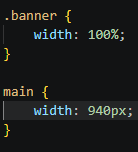 .banner {
    width: 100%;
}

main {
    width: 940px;
}